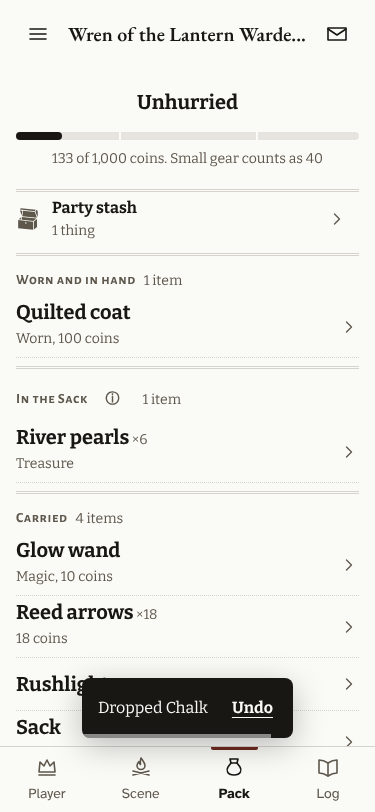 Wren of the Lantern Warde...
Unhurried
133 of 1,000 coins. Small gear counts as 40
Party stash
1 thing
Worn and in hand 1 item
Quilted coat
Worn, 100 coins
In the Sack 1 item
River pearls ×6
Treasure
Carried 4 items
Glow wand
Magic, 10 coins
Reed arrows ×18
18 coins
Dropped Chalk Undo
Sack
Player Scene Pack Log